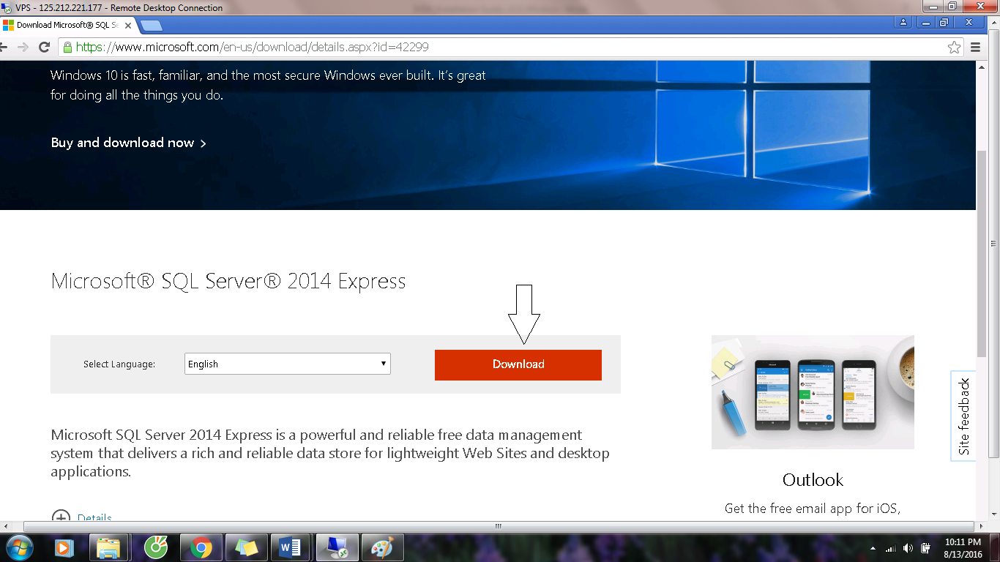 VPS - 125.212.221.177 - Remote Desktop Connection
Download Microsoft® SQL Se
https://www.microsoft.com/en-us/download/details.aspx?id=42299
Windows 10 is fast, familiar, and the most secure Windows ever built. It's great
for doing all the things you do.
Buy and download now
Microsoft® SQL Server® 2014 Express
Select Language:
English
Download
Microsoft SQL Server 2014 Express is a powerful and reliable free data management
system that delivers a rich and reliable data store for lightweight Web Sites and desktop
applications.
Details
Outlook
Get the free email app for iOS,
Site feedback
10:11 PM
8/13/2016